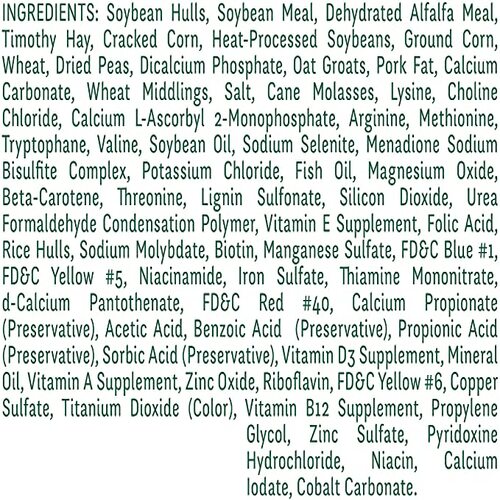 INGREDIENTS: Soybean Hulls, Soybean Meal, Dehydrated Alfalfa Meal,
Timothy Hay, Cracked Corn, Heat-Processed Soybeans, Ground Corn,
Wheat, Dried Peas, Dicalcium Phosphate, Oat Groats, Pork Fat, Calcium
Carbonate, Wheat Middlings, Salt, Cane Molasses, Lysine, Choline
Chloride, Calcium L-Ascorbyl 2-Monophosphate, Arginine, Methionine,
Tryptophane, Valine, Soybean Oil, Sodium Selenite, Menadione Sodium
Bisulfite Complex, Potassium Chloride, Fish Oil, Magnesium Oxide,
Beta-Carotene, Threonine, Lignin Sulfonate, Silicon Dioxide, Urea
Formaldehyde Condensation Polymer, Vitamin E Supplement, Folic Acid,
Rice Hulls, Sodium Molybdate, Biotin, Manganese Sulfate, FD&C Blue #1,
FD&C Yellow #5, Niacinamide, Iron Sulfate, Thiamine Mononitrate,
d-Calcium Pantothenate, FD&C Red #40, Calcium Propionate
(Preservative), Acetic Acid, Benzoic Acid (Preservative), Propionic Acid
(Preservative), Sorbic Acid (Preservative), Vitamin D3 Supplement, Mineral
Oil, Vitamin A Supplement, Zinc Oxide, Riboflavin, FD&C Yellow #6, Copper
Sulfate, Titanium Dioxide (Color), Vitamin B12 Supplement, Propylene
Glycol, Zinc Sulfate, Pyridoxine
Hydrochloride, Niacin, Calcium
Iodate, Cobalt Carbonate.